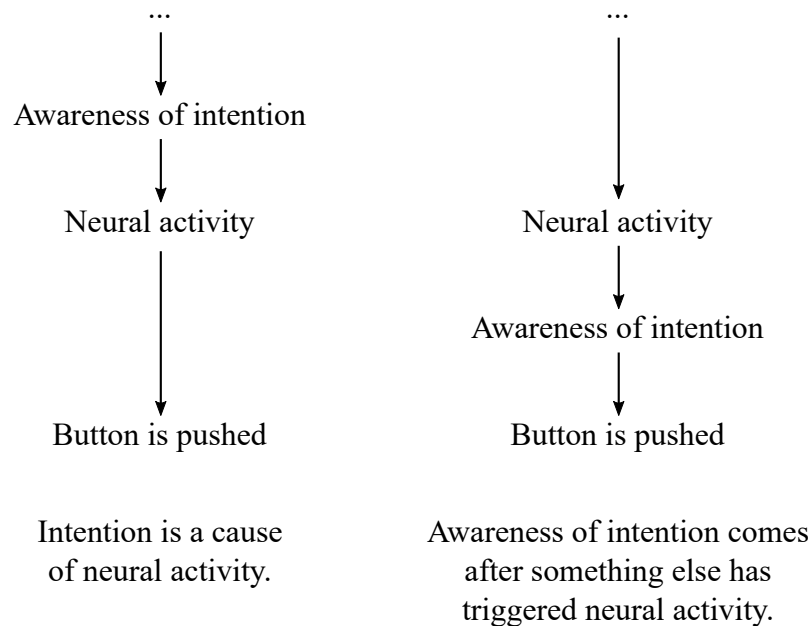 ...
Awareness of intention
Neural activity
Button is pushed
Intention is a cause
of neural activity.
...
Neural activity
Awareness of intention
Button is pushed
Awareness of intention comes
after something else has
triggered neural activity.